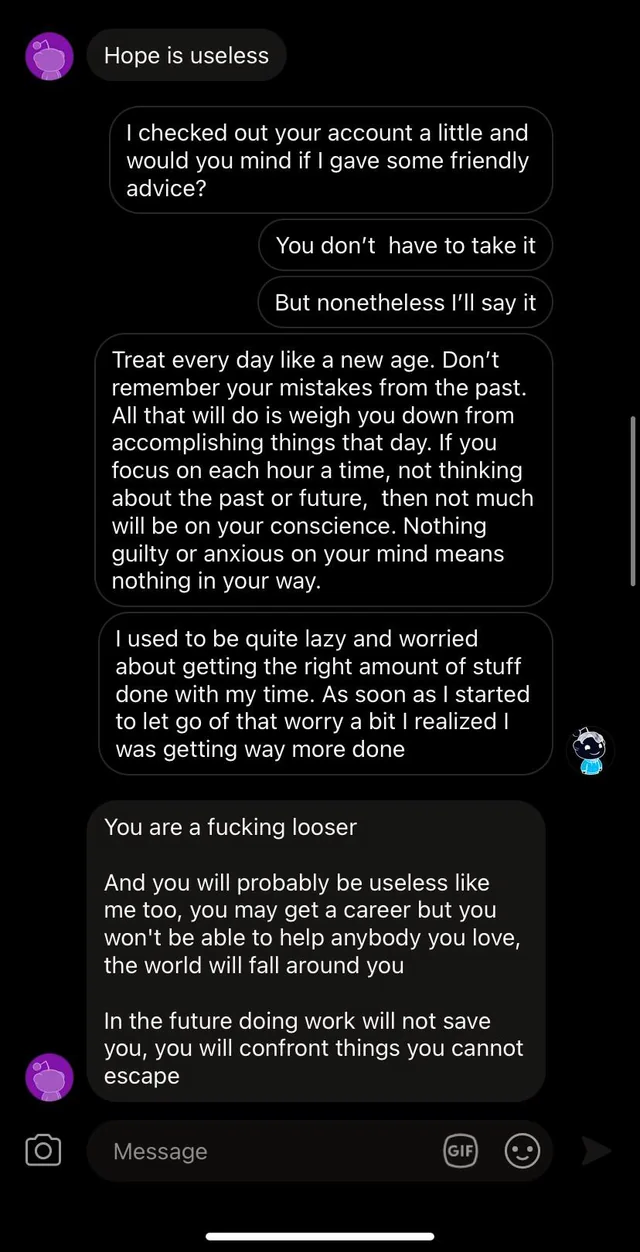 Hope is useless
I checked out your account a little and
would you mind if I gave some friendly
advice?
You don't  have to take it
But nonetheless I'll say it
Treat every day like a new age. Don't
remember your mistakes from the past.
All that will do is weigh you down from
accomplishing things that day. If you
focus on each hour a time, not thinking
about the past or future,  then not much
will be on your conscience. Nothing
guilty or anxious on your mind means
nothing in your way.
I used to be quite lazy and worried
about getting the right amount of stuff
done with my time. As soon as I started
to let go of that worry a bit I realized I
was getting way more done
You are a fucking looser
And you will probably be useless like
me too, you may get a career but you
won't be able to help anybody you love,
the world will fall around you
In the future doing work will not save
you, you will confront things you cannot
escape
Message
GIF